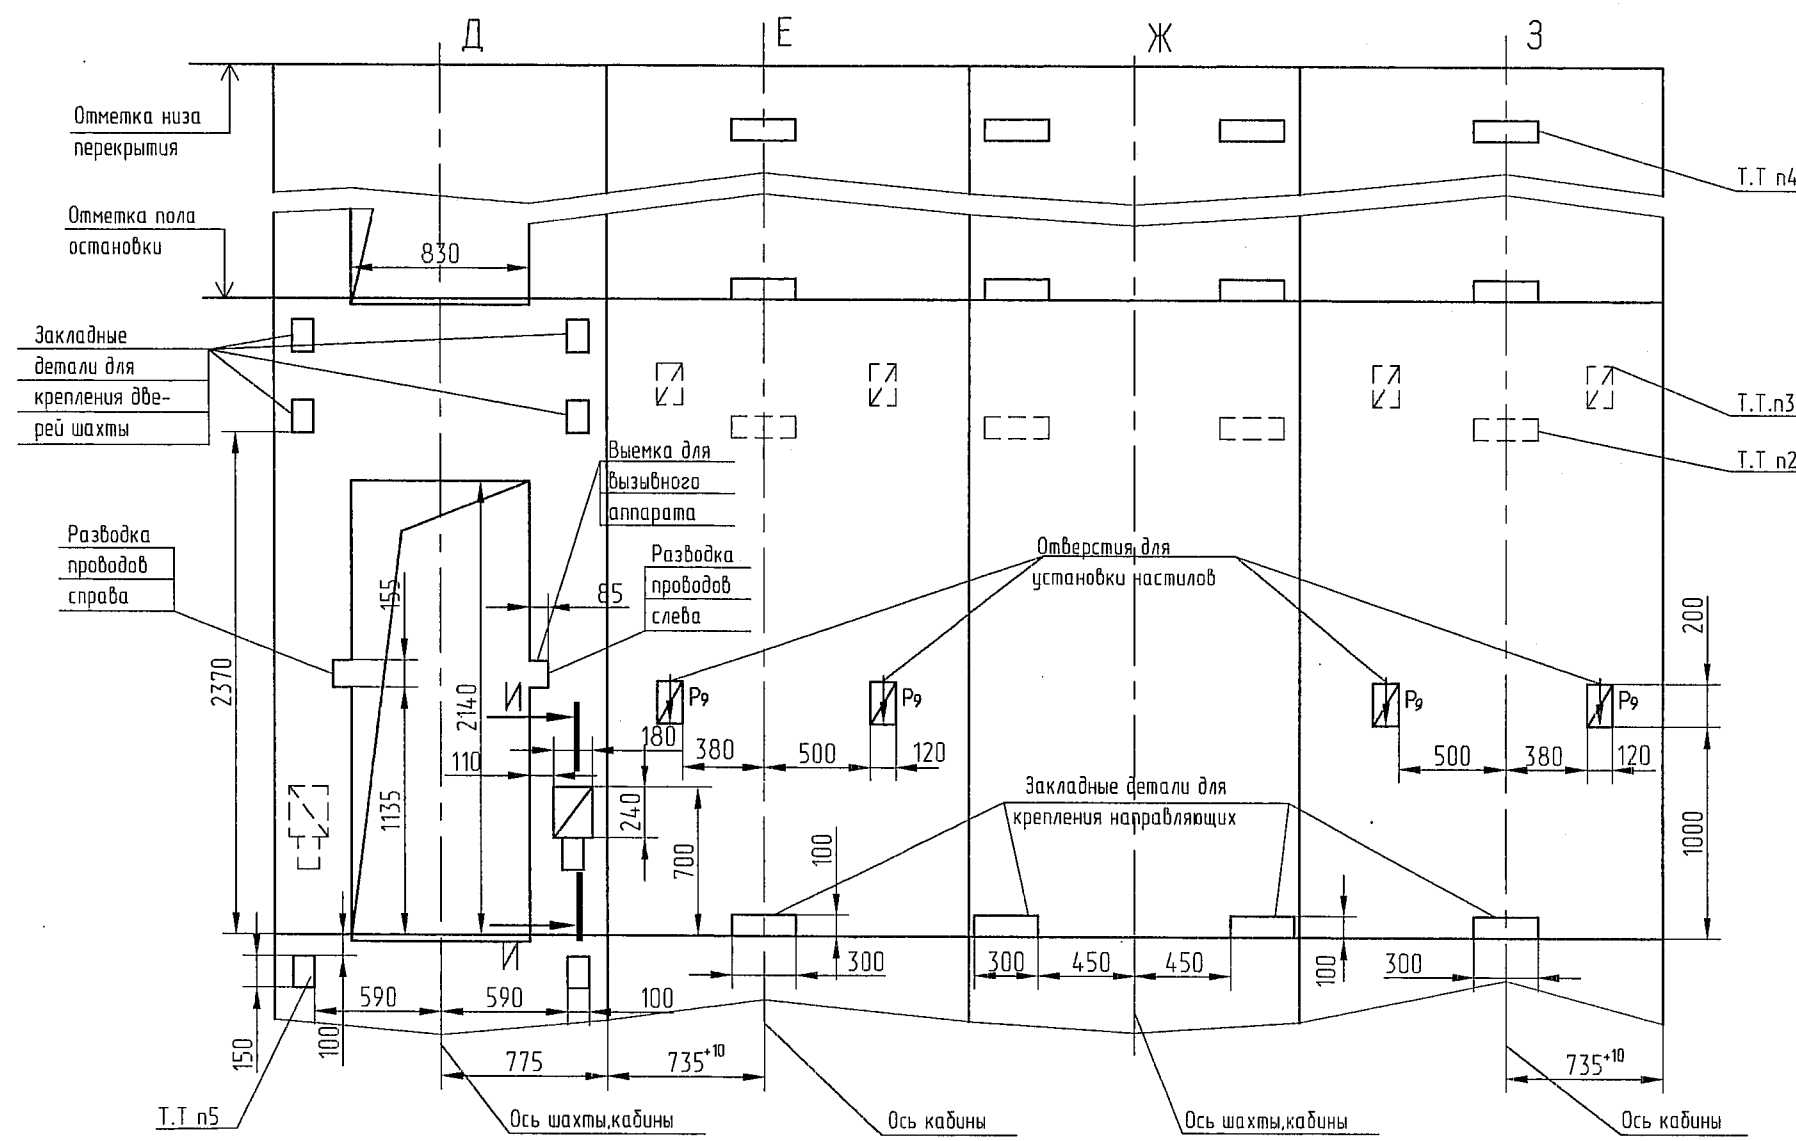 Д
Е
Ж
З
Отметка низа
перекрытия
Т.Т п4
Отметка пола
остановки
830
Закладные
детали для
крепления две-
рей шахты
Т.Т.п3
Т.Т п2
Выемка для
вызывного
аппарата
Разводка
проводов
справа
Разводка
проводов
слева
Отверстия для
установки настилов
155
85
200
2370
2140
И
Р9
Р9
Р9
Р9
180
380
500
120
500
380
120
110
1135
240
700
100
Закладные детали для
крепления направляющих
1000
И
300
300
450
450
100
300
590
590
100
150
100
775
735+10
735+10
Т.Т п5
Ось шахты,кабины
Ось кабины
Ось шахты,кабины
Ось кабины